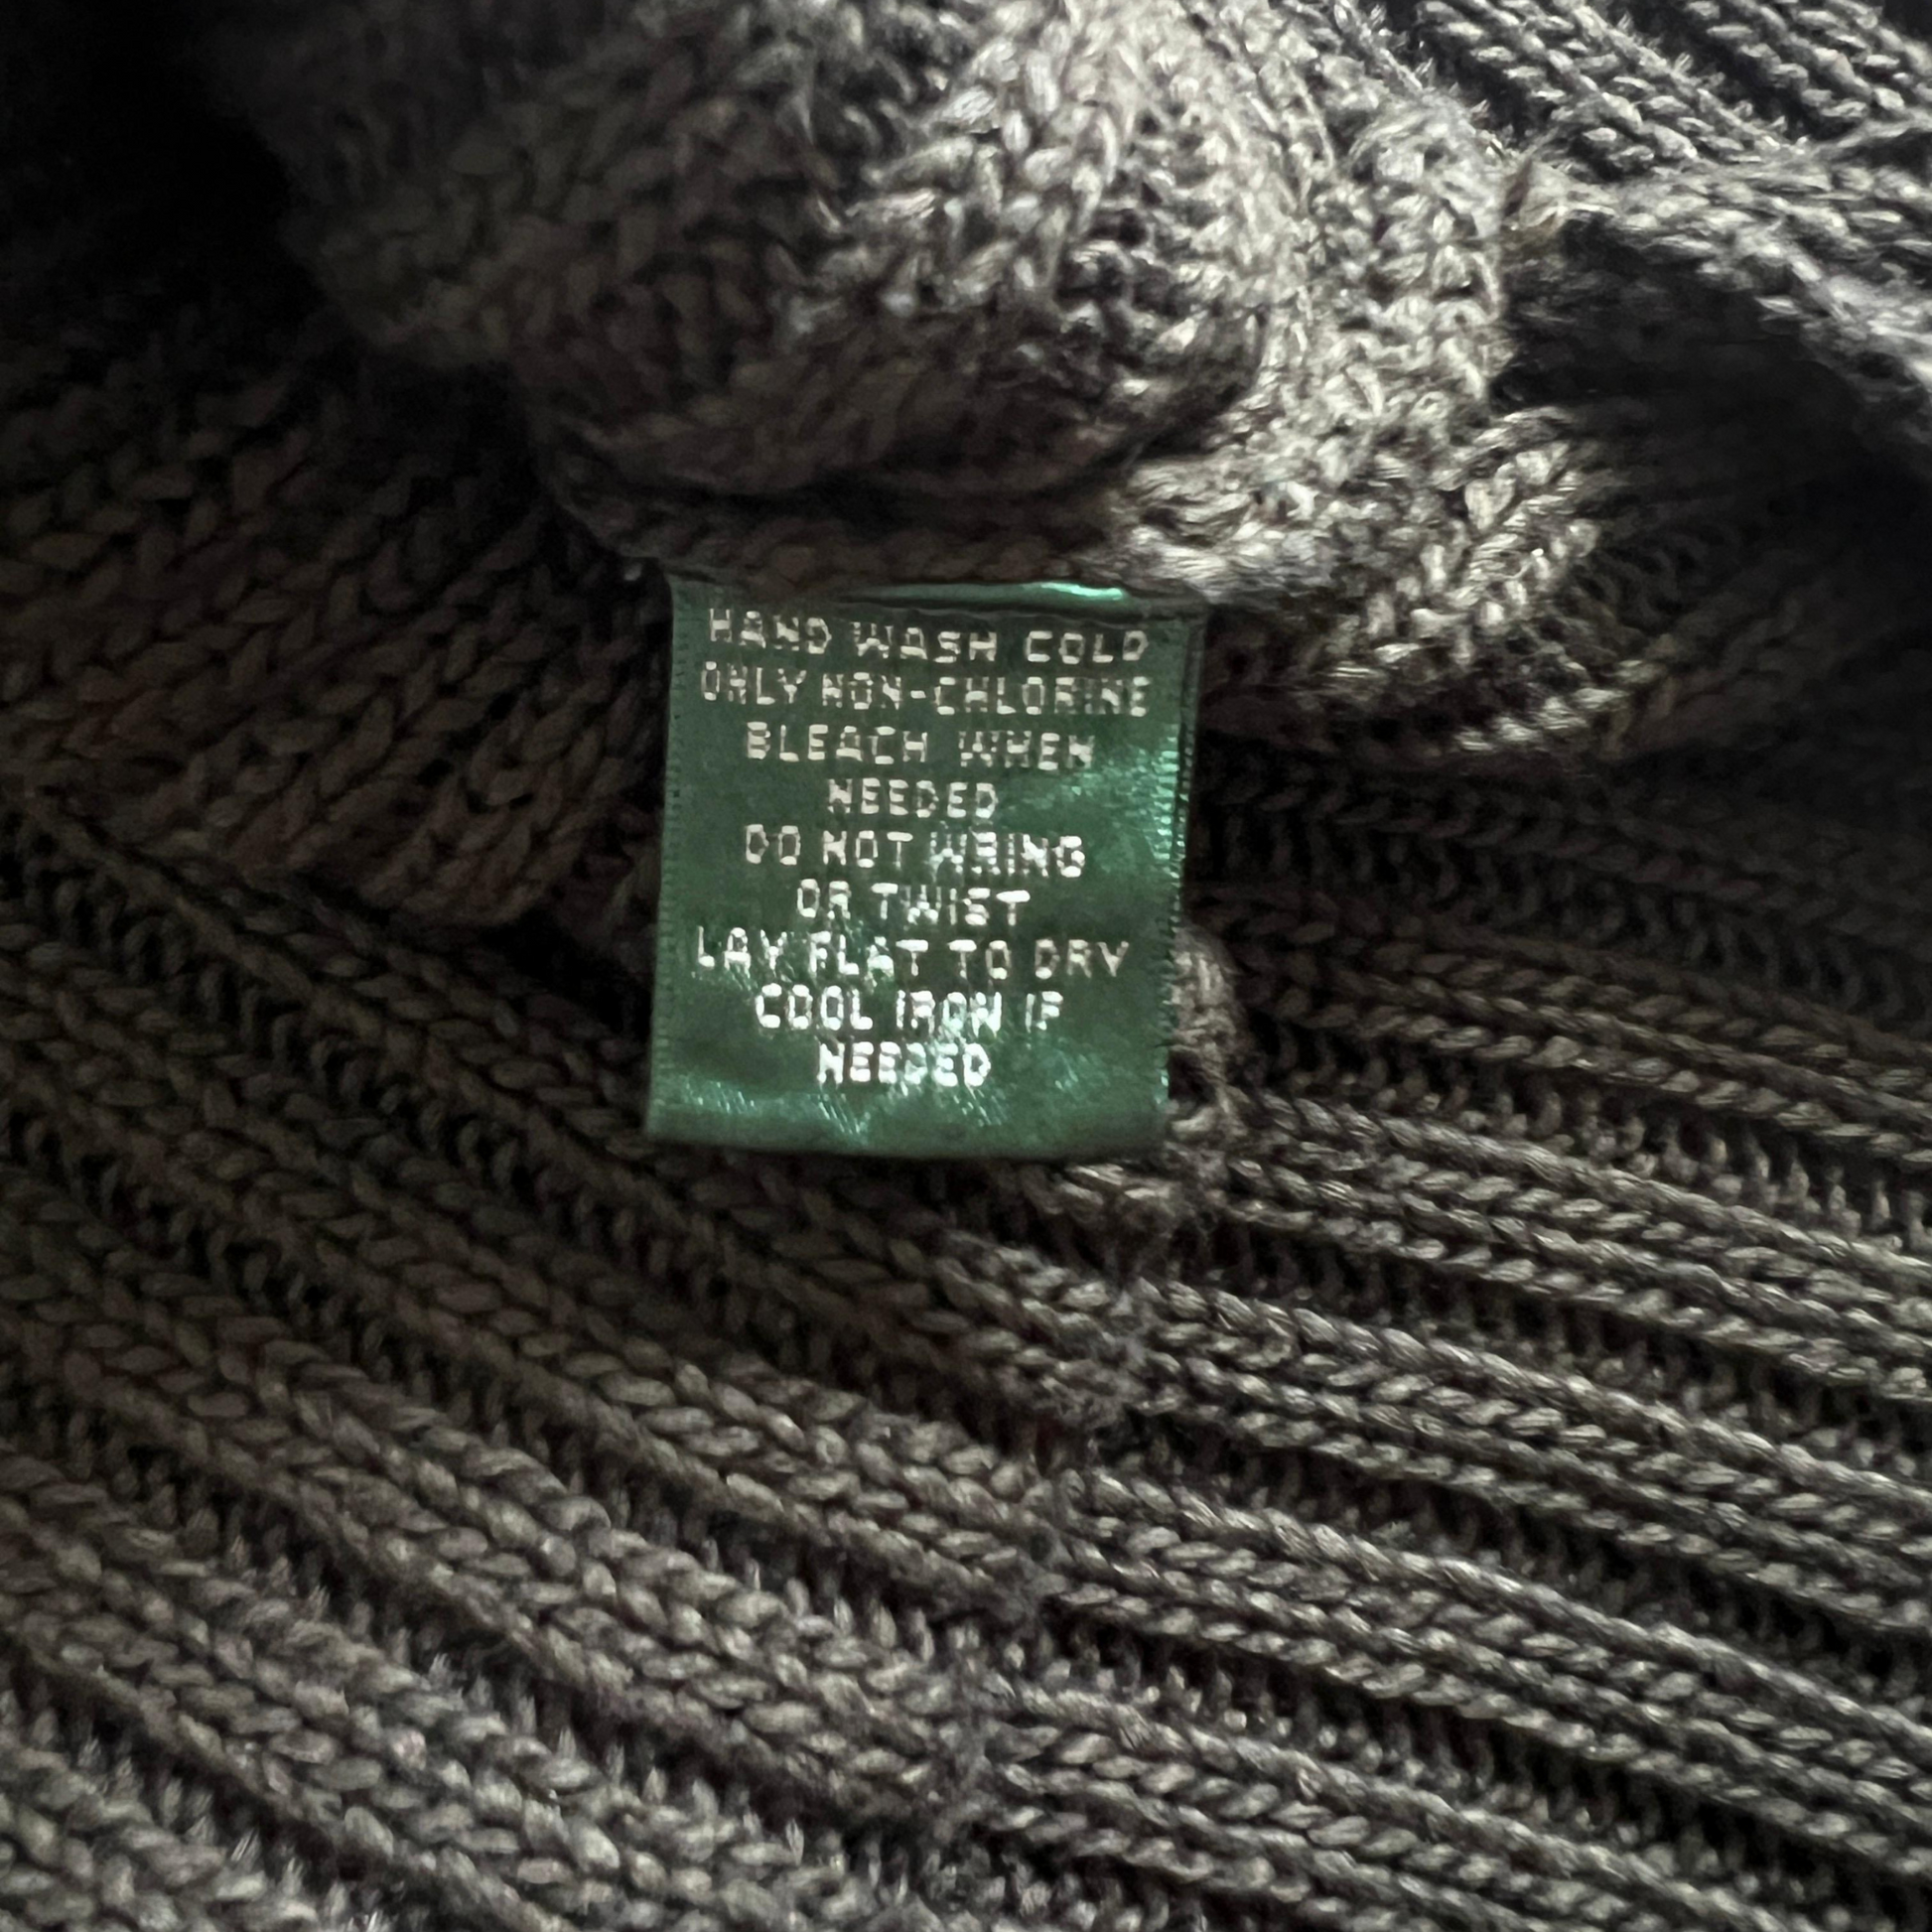 HAND WASH COLD
ONLY NON-CHLORINE
BLEACH WHEN
NEEDED
DO NOT WRING
OR TWIST
LAY FLAT TO DRY
COOL IRON IF
NEEDED